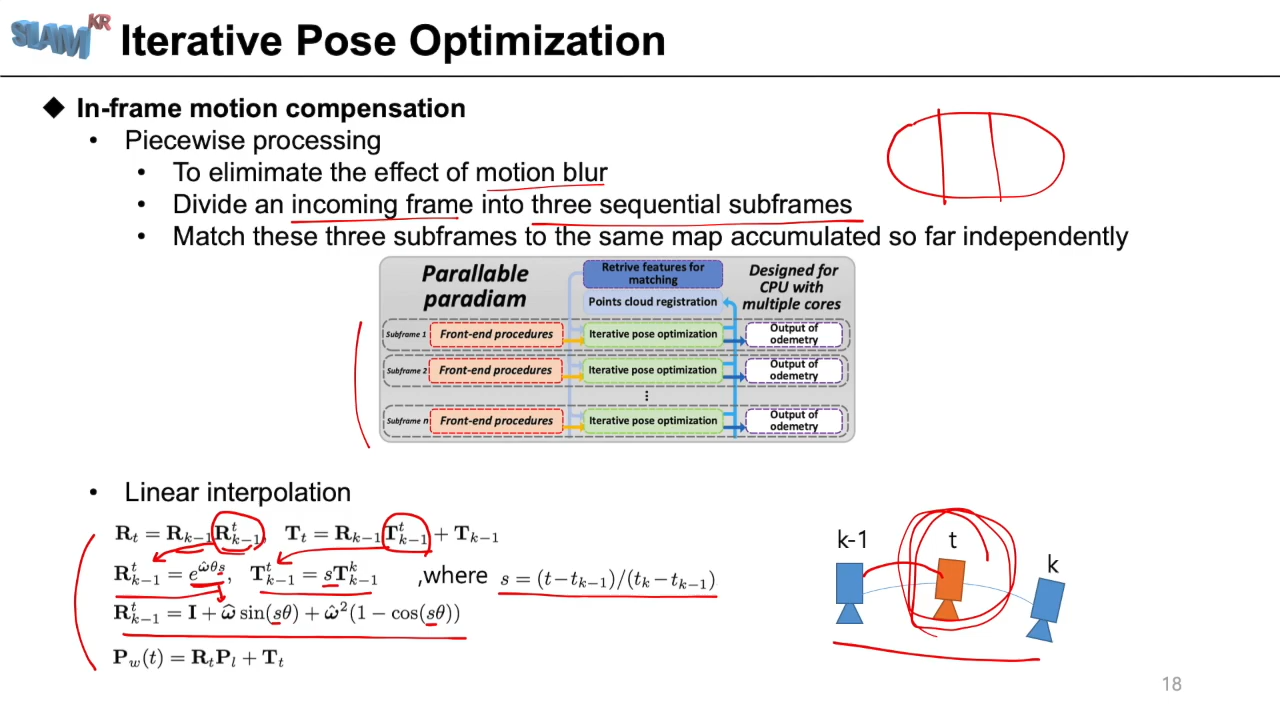 SLAM KR
Iterative Pose Optimization
◆ In-frame motion compensation
• Piecewise processing
• To elimimate the effect of motion blur
• Divide an incoming frame into three sequential subframes
• Match these three subframes to the same map accumulated so far independently
Parallable paradiam
Retrive features for matching
Points cloud registration
Designed for CPU with multiple cores
Subframe 1 Front-end procedures Iterative pose optimization Output of odemetry
Subframe 2 Front-end procedures Iterative pose optimization Output of odemetry
⋮
Subframe n Front-end procedures Iterative pose optimization Output of odemetry
• Linear interpolation
R_t = R_{k-1}R_{k-1}^t, T_t = R_{k-1}T_{k-1}^t + T_{k-1}
R_{k-1}^t = e^{ω̂θs}, T_{k-1}^t = sT_{k-1}^k ,where s = (t−t_{k-1})/(t_k−t_{k-1})
R_{k-1}^t = I + ω̂ sin(sθ) + ω̂²(1 − cos(sθ))
P_w(t) = R_tP_l + T_t
k-1 t k
18